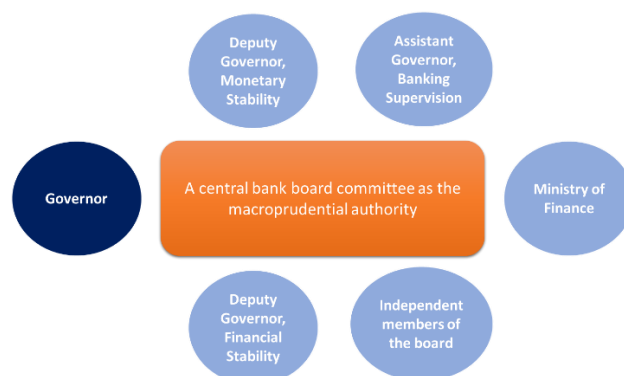 Deputy
Governor,
Monetary
Stability
Assistant
Governor,
Banking
Supervision
Governor
A central bank board committee as the
macroprudential authority
Ministry of
Finance
Deputy
Governor,
Financial
Stability
Independent
members of
the board